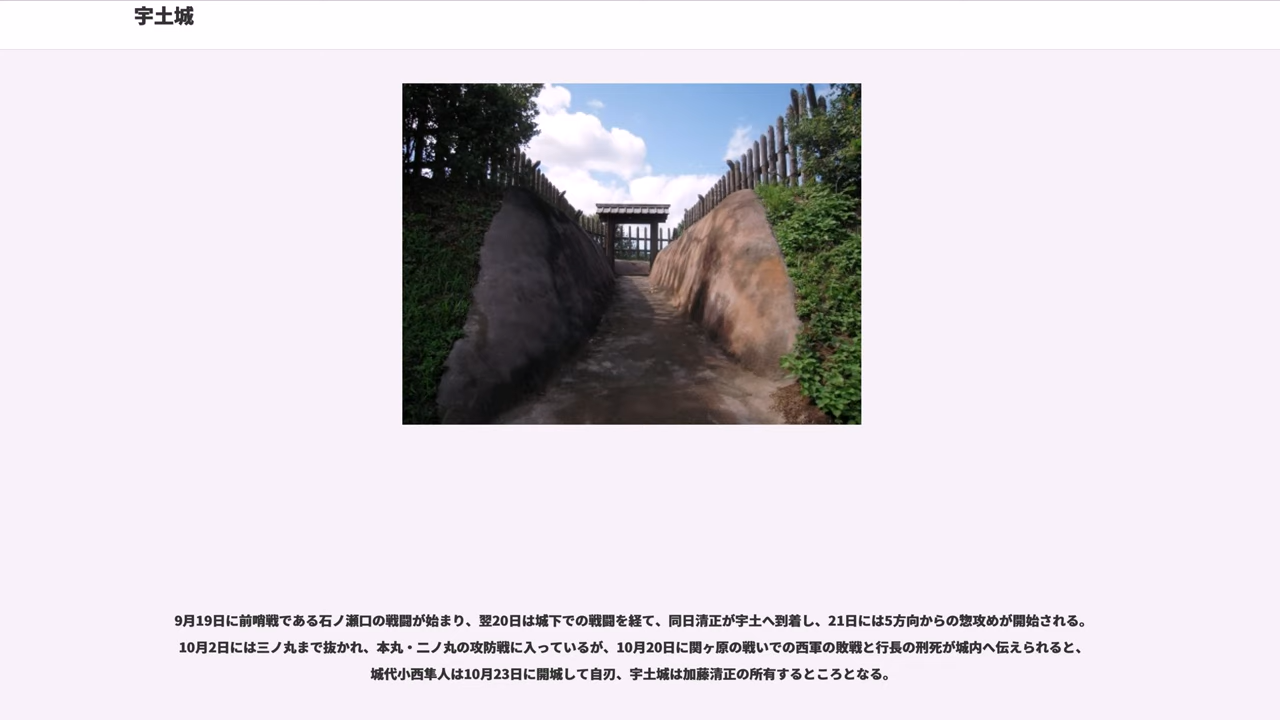 宇土城
9月19日に前哨戦である石ノ瀬口の戦闘が始まり、翌20日は城下での戦闘を経て、同日清正が宇土へ到着し、21日には5方向からの惣攻めが開始される。
10月2日には三ノ丸まで抜かれ、本丸・二ノ丸の攻防戦に入っているが、10月20日に関ヶ原の戦いでの西軍の敗戦と行長の刑死が城内へ伝えられると、
城代小西隼人は10月23日に開城して自刃、宇土城は加藤清正の所有するところとなる。